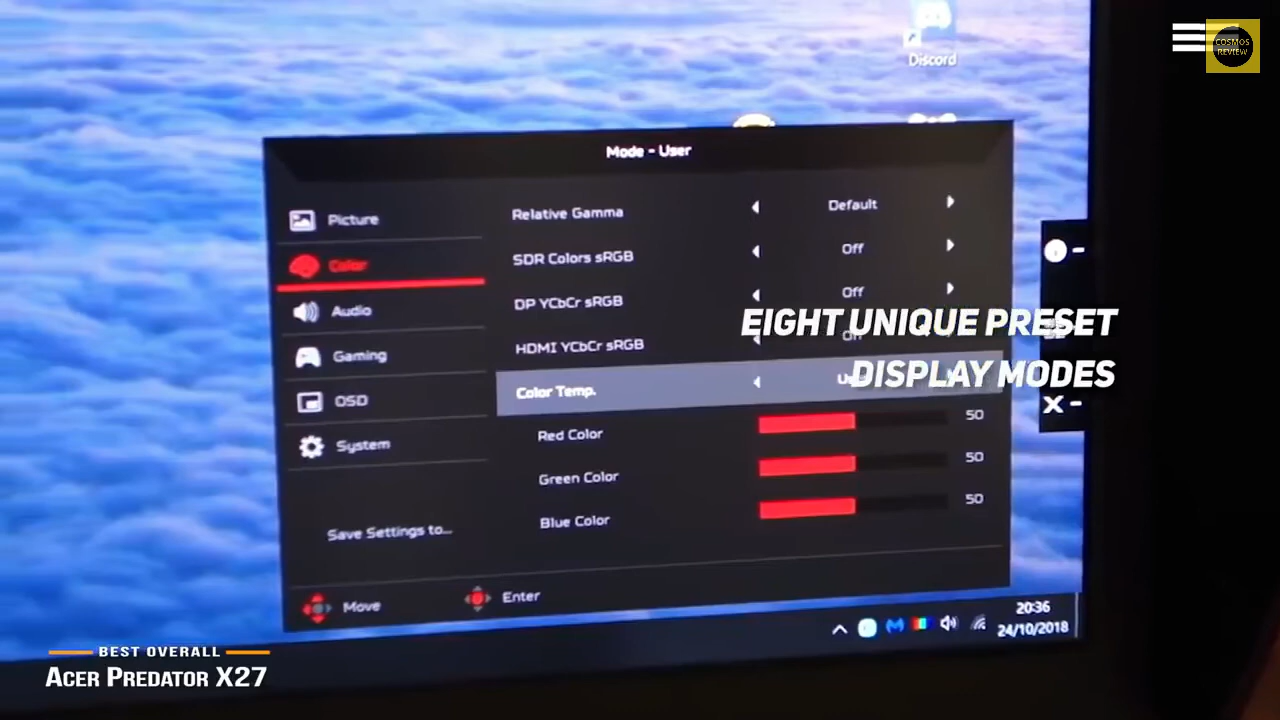 COSMOS
REVIEW
Discord
Mode - User
Picture
Color
Audio
Gaming
OSD
System
Save Settings to...
Relative Gamma Default
SDR Colors sRGB Off
DP YCbCr sRGB Off
HDMI YCbCr sRGB
Color Temp.
Red Color 50
Green Color 50
Blue Color 50
EIGHT UNIQUE PRESET
DISPLAY MODES
X
Move Enter
20:36
24/10/2018
BEST OVERALL
ACER PREDATOR X27